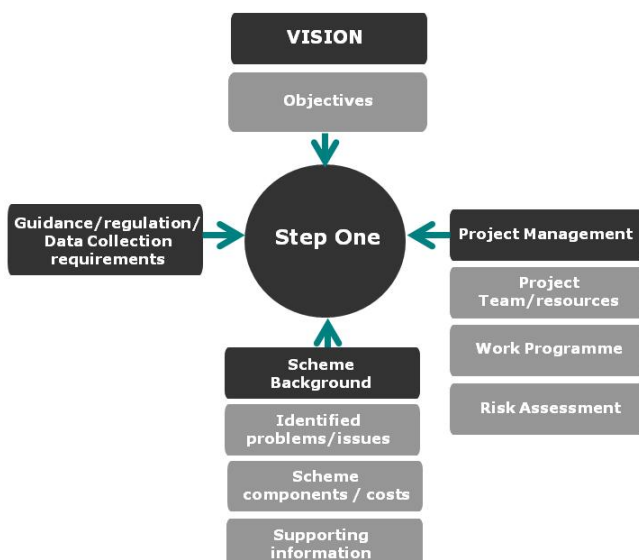 VISION
Objectives
Guidance/regulation/
Data Collection
requirements
Step One
Project Management
Project
Team/resources
Work Programme
Risk Assessment
Scheme
Background
Identified
problems/issues
Scheme
components / costs
Supporting
information